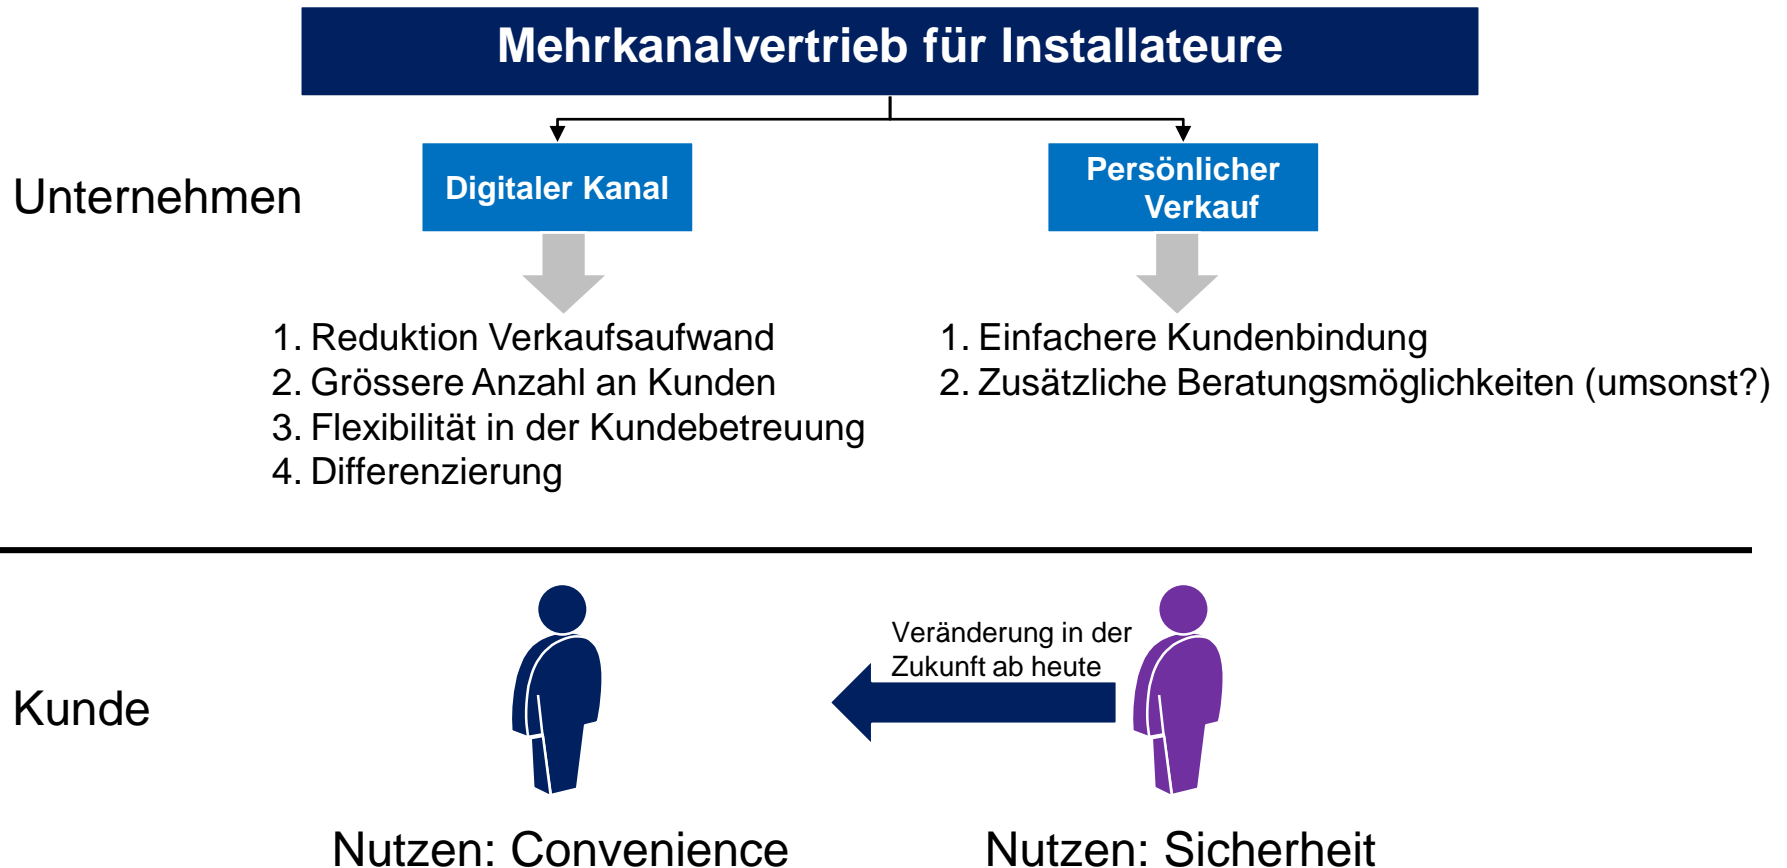 Mehrkanalvertrieb für Installateure
Unternehmen
Digitaler Kanal
Persönlicher
Verkauf
1. Reduktion Verkaufsaufwand
2. Grössere Anzahl an Kunden
3. Flexibilität in der Kundebetreuung
4. Differenzierung
1. Einfachere Kundenbindung
2. Zusätzliche Beratungsmöglichkeiten (umsonst?)
Kunde
Veränderung in der
Zukunft ab heute
Nutzen: Convenience
Nutzen: Sicherheit